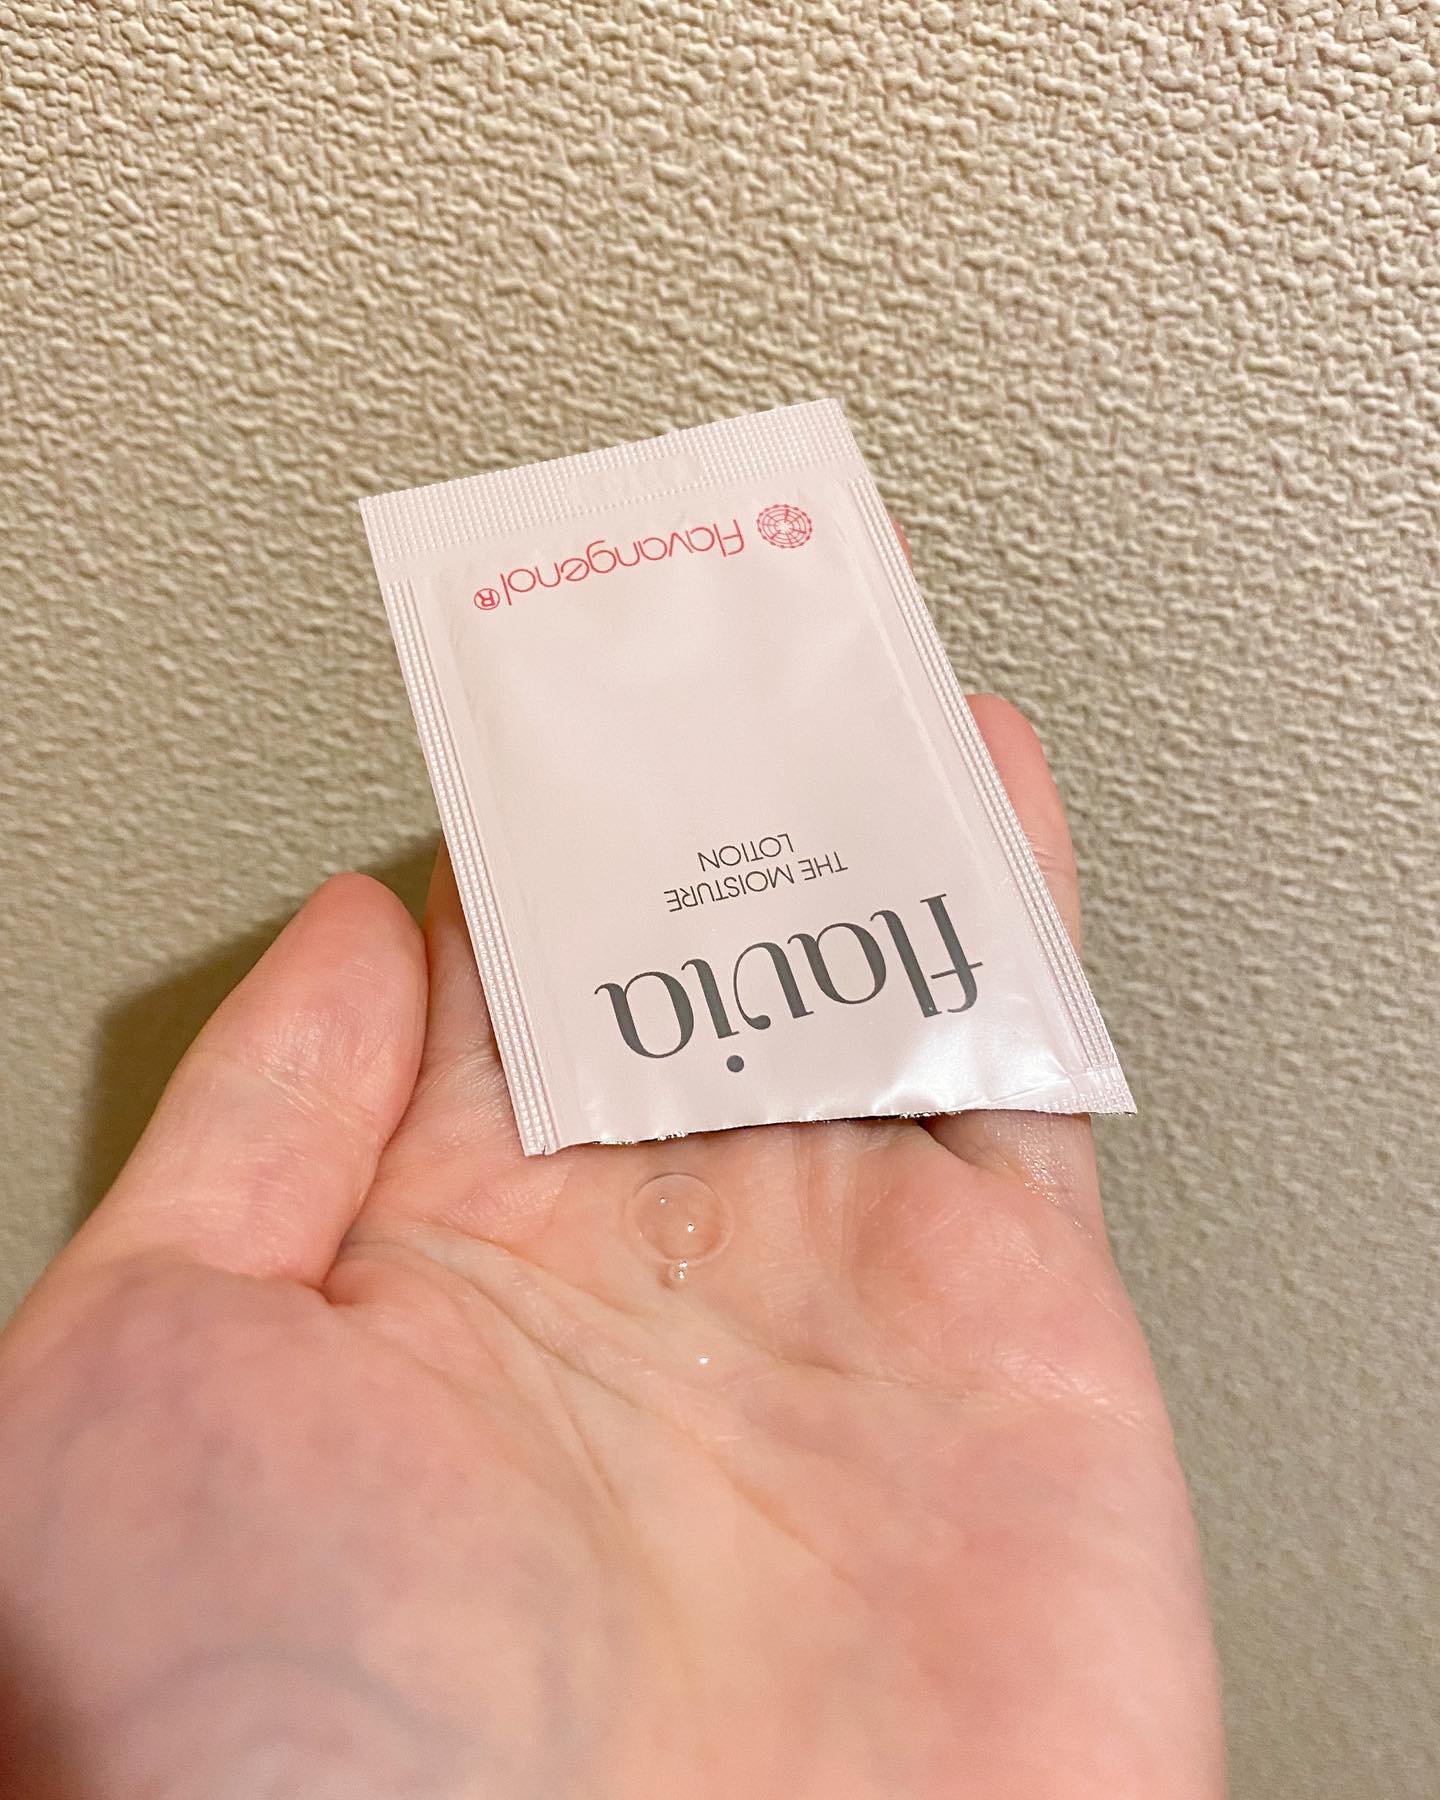 flavia
THE MOISTURE
LOTION
flavangenol®